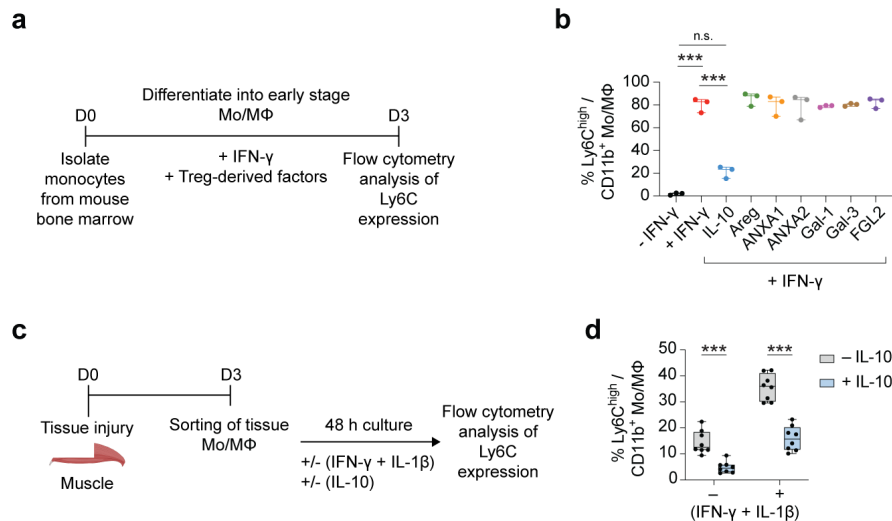 a
D0
Differentiate into early stage
Mo/MΦ
D3
Isolate
monocytes
from mouse
bone marrow
+ IFN-γ
+ Treg-derived factors
Flow cytometry
analysis of
Ly6C
expression
b
n.s.
***
***
% Ly6C^high /
CD11b⁺ Mo/MΦ
100
80
60
40
20
0
- IFN-γ
+ IFN-γ
IL-10
Areg
ANXA1
ANXA2
Gal-1
Gal-3
FGL2
+ IFN-γ
c
D0
D3
Tissue injury
Muscle
Sorting of tissue
Mo/MΦ
48 h culture
+/- (IFN-γ + IL-1β)
+/- (IL-10)
Flow cytometry
analysis of
Ly6C
expression
d
% Ly6C^high /
CD11b⁺ Mo/MΦ
50
40
30
20
10
0
***
***
– IL-10
+ IL-10
–
+
(IFN-γ + IL-1β)